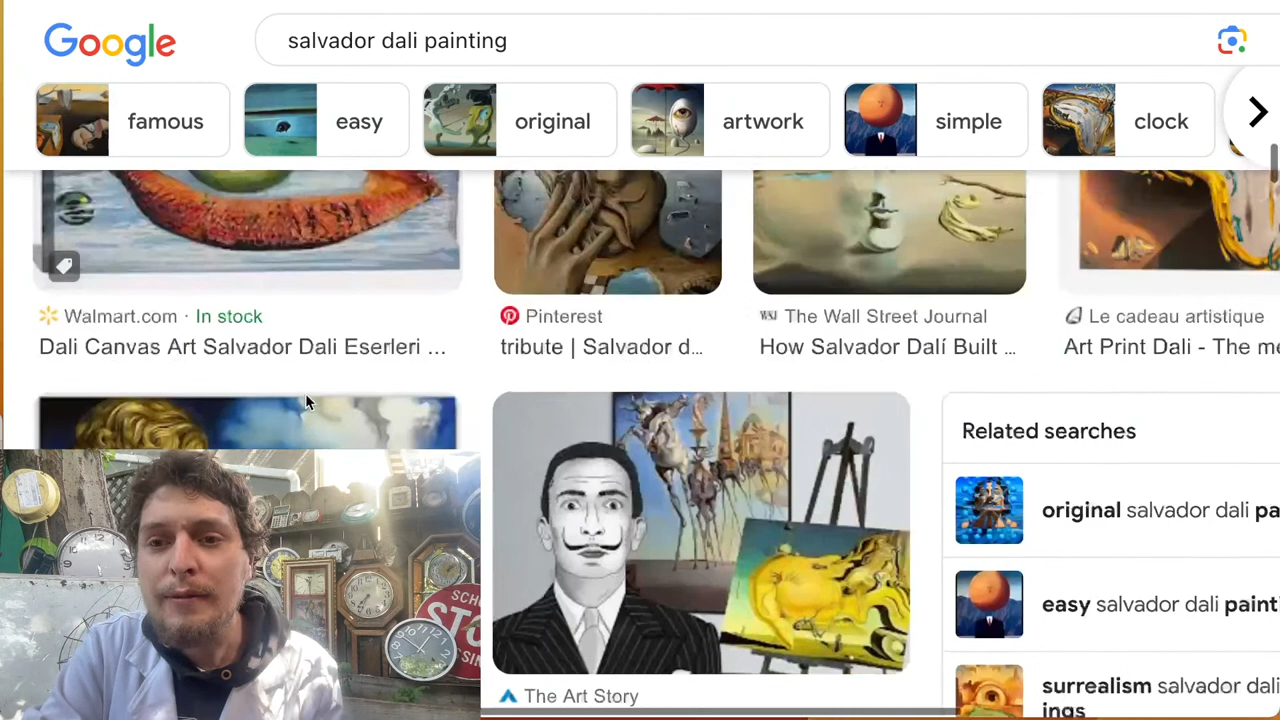 Google
salvador dali painting
famous
easy
original
artwork
simple
clock
Walmart.com · In stock
Dali Canvas Art Salvador Dali Eserleri ...
Pinterest
tribute | Salvador d...
WSJ The Wall Street Journal
How Salvador Dalí Built ...
Le cadeau artistique
Art Print Dali - The me
Related searches
original salvador dali pa
easy salvador dali paint
surrealism salvador dali
ings
The Art Story
STOP